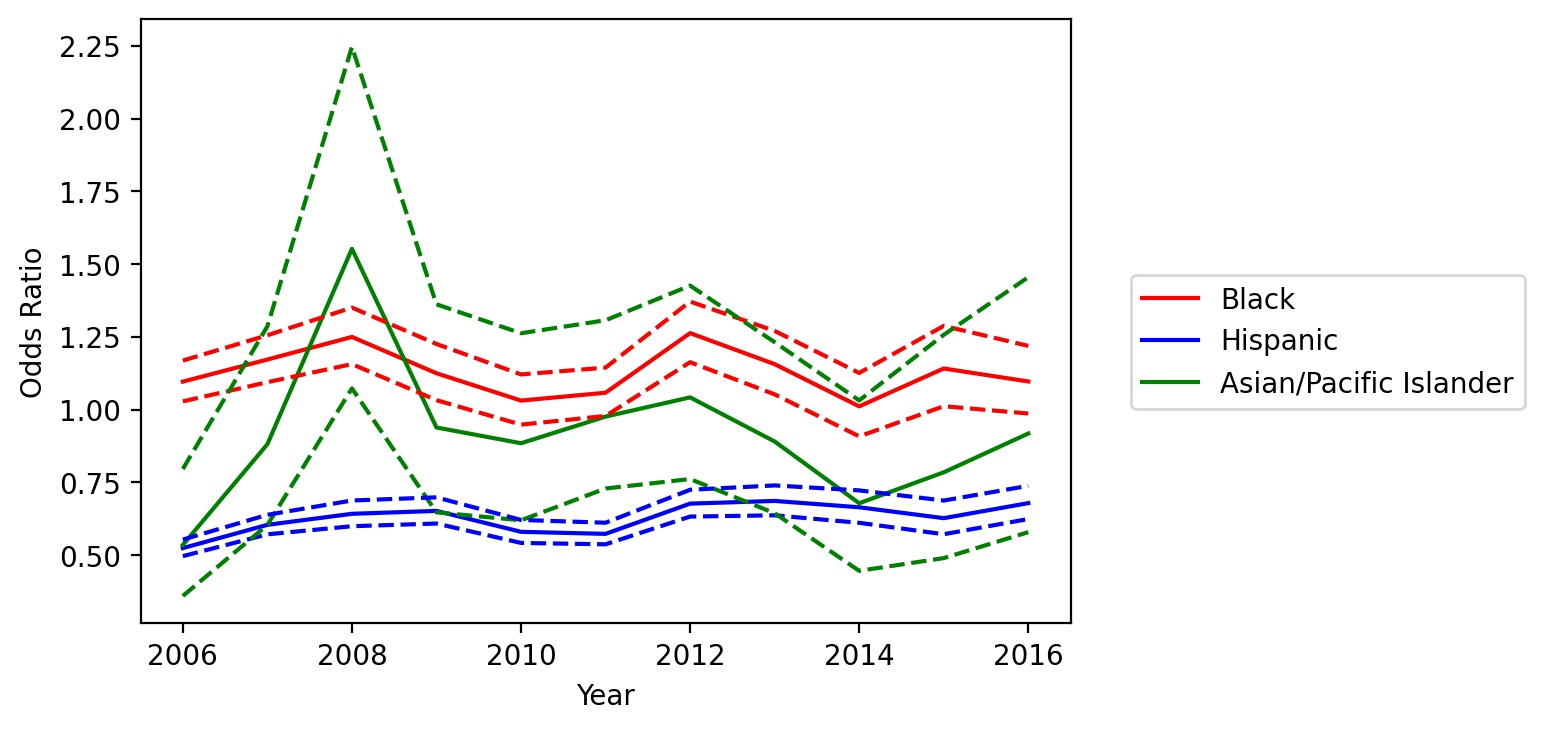 2.25
2.00
1.75
1.50
1.25
1.00
0.75
0.50
Odds Ratio
2006 2008 2010 2012 2014 2016
Year
Black
Hispanic
Asian/Pacific Islander